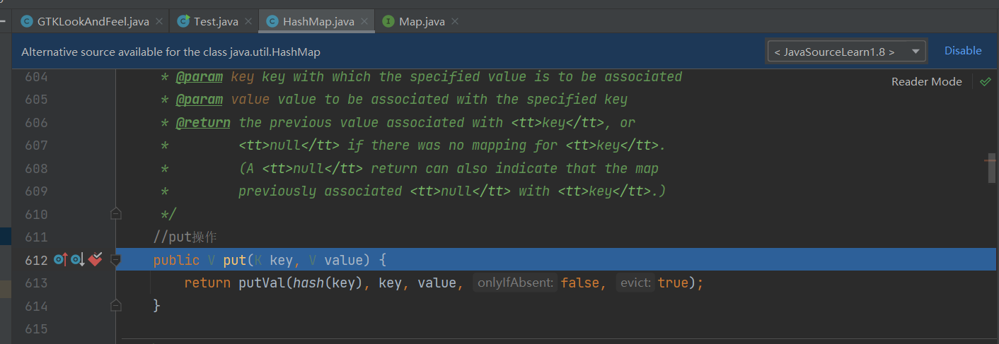 GTKLookAndFeel.java Test.java HashMap.java Map.java
Alternative source available for the class java.util.HashMap < JavaSourceLearn1.8 > Disable
Reader Mode
604 * @param key key with which the specified value is to be associated
605 * @param value value to be associated with the specified key
606 * @return the previous value associated with <tt>key</tt>, or
607 * <tt>null</tt> if there was no mapping for <tt>key</tt>.
608 * (A <tt>null</tt> return can also indicate that the map
609 * previously associated <tt>null</tt> with <tt>key</tt>.)
610 */
611 //put操作
612 public V put(K key, V value) {
613 return putVal(hash(key), key, value, onlyIfAbsent: false, evict: true);
614 }
615